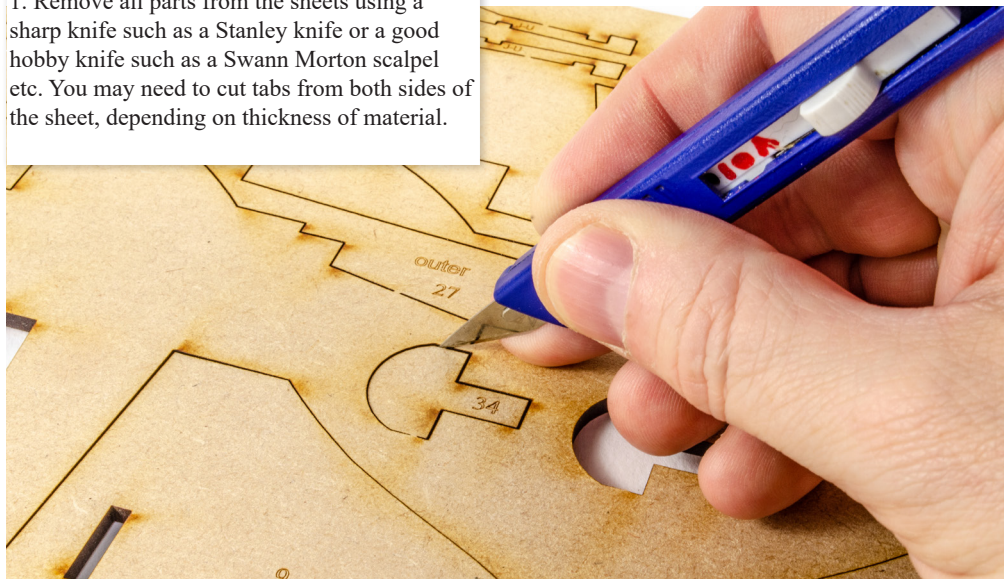 1. Remove all parts from the sheets using a
sharp knife such as a Stanley knife or a good
hobby knife such as a Swann Morton scalpel
etc. You may need to cut tabs from both sides of
the sheet, depending on thickness of material.
outer
27
34